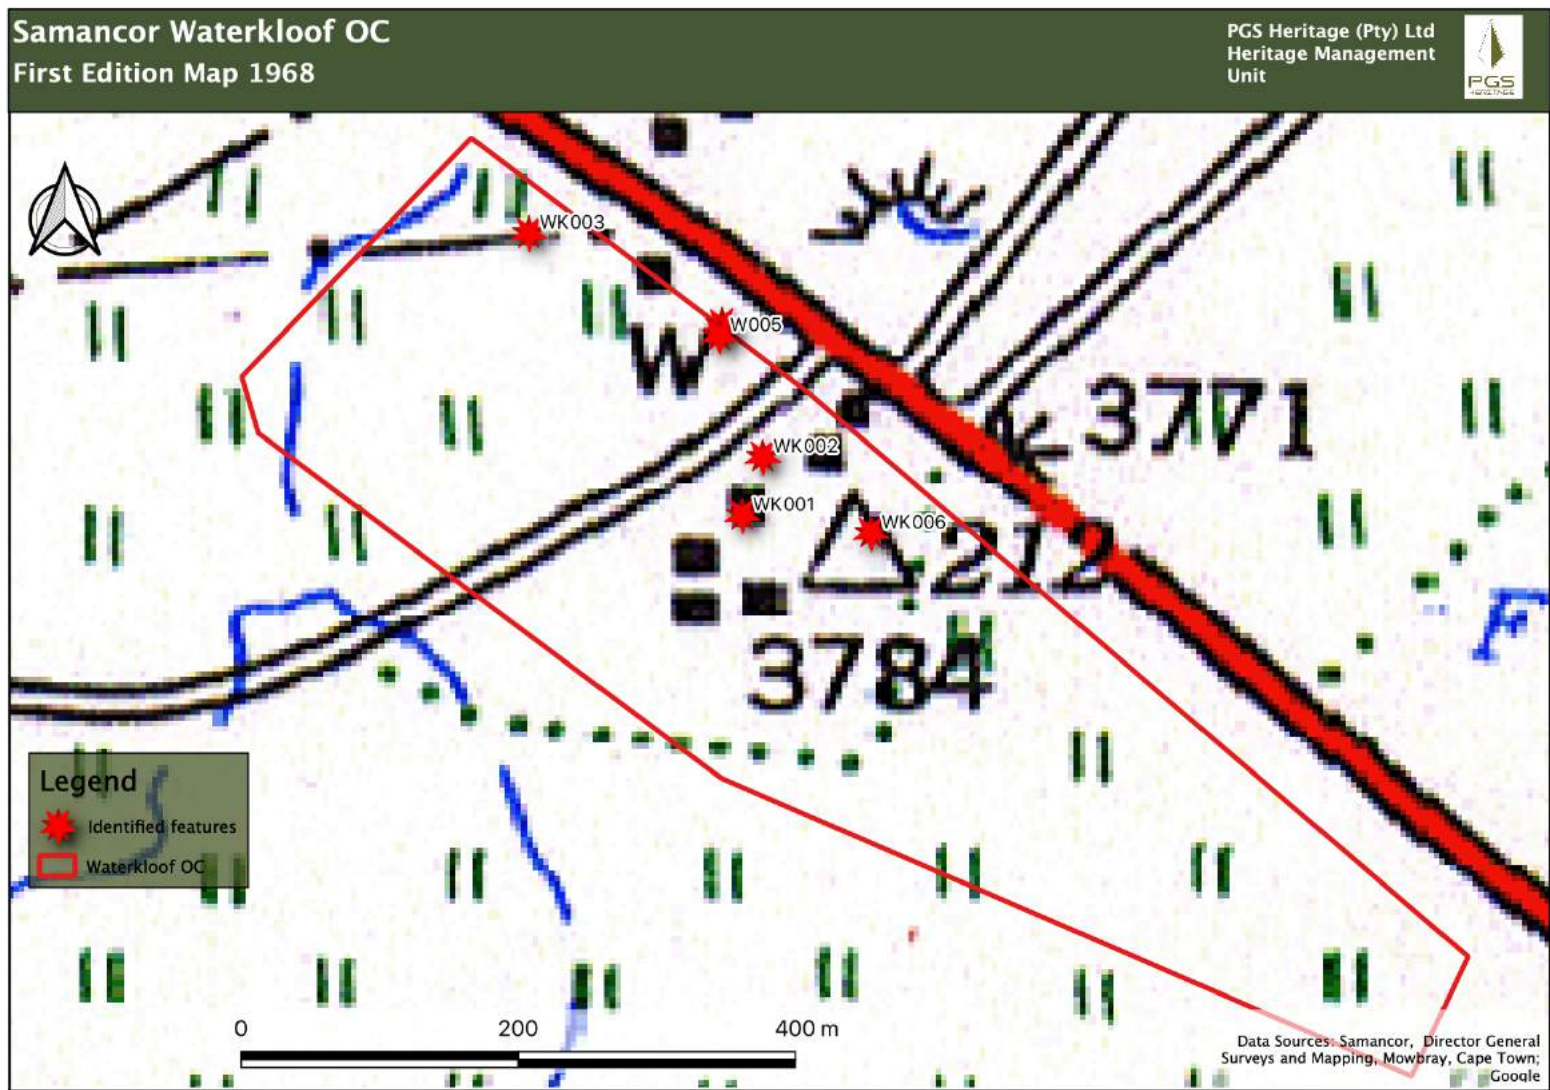 Samancor Waterkloof OC
First Edition Map 1968
PGS Heritage (Pty) Ltd
Heritage Management
Unit
PGS
HERITAGE
WK003
W005
W
3771
WK002
WK001
WK006
212
F
3784
Legend
Identified features
Waterkloof OC
0 200 400 m
Data Sources: Samancor, Director General
Surveys and Mapping, Mowbray, Cape Town;
Google